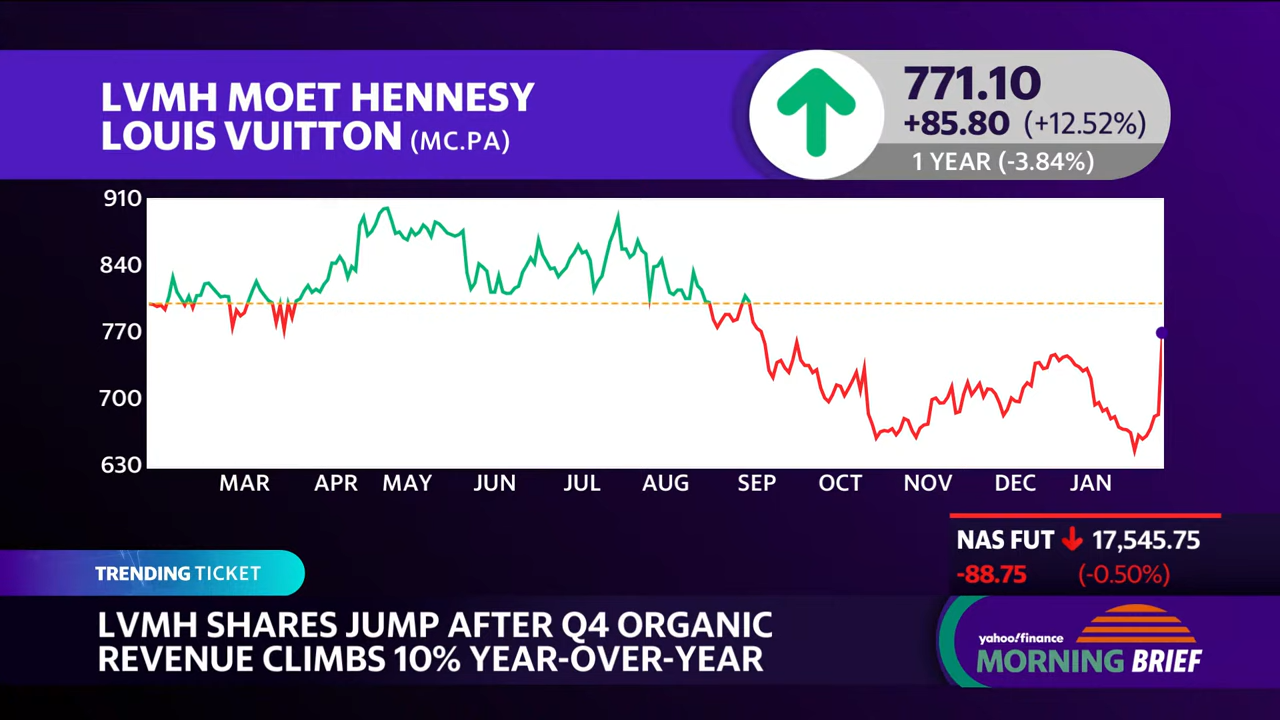 LVMH MOET HENNESY
LOUIS VUITTON (MC.PA)
771.10
+85.80 (+12.52%)
1 YEAR (-3.84%)
910
840
770
700
630
MAR APR MAY JUN JUL AUG SEP OCT NOV DEC JAN
NAS FUT 17,545.75
-88.75 (-0.50%)
TRENDING TICKET
LVMH SHARES JUMP AFTER Q4 ORGANIC
REVENUE CLIMBS 10% YEAR-OVER-YEAR
yahoo!finance
MORNING BRIEF